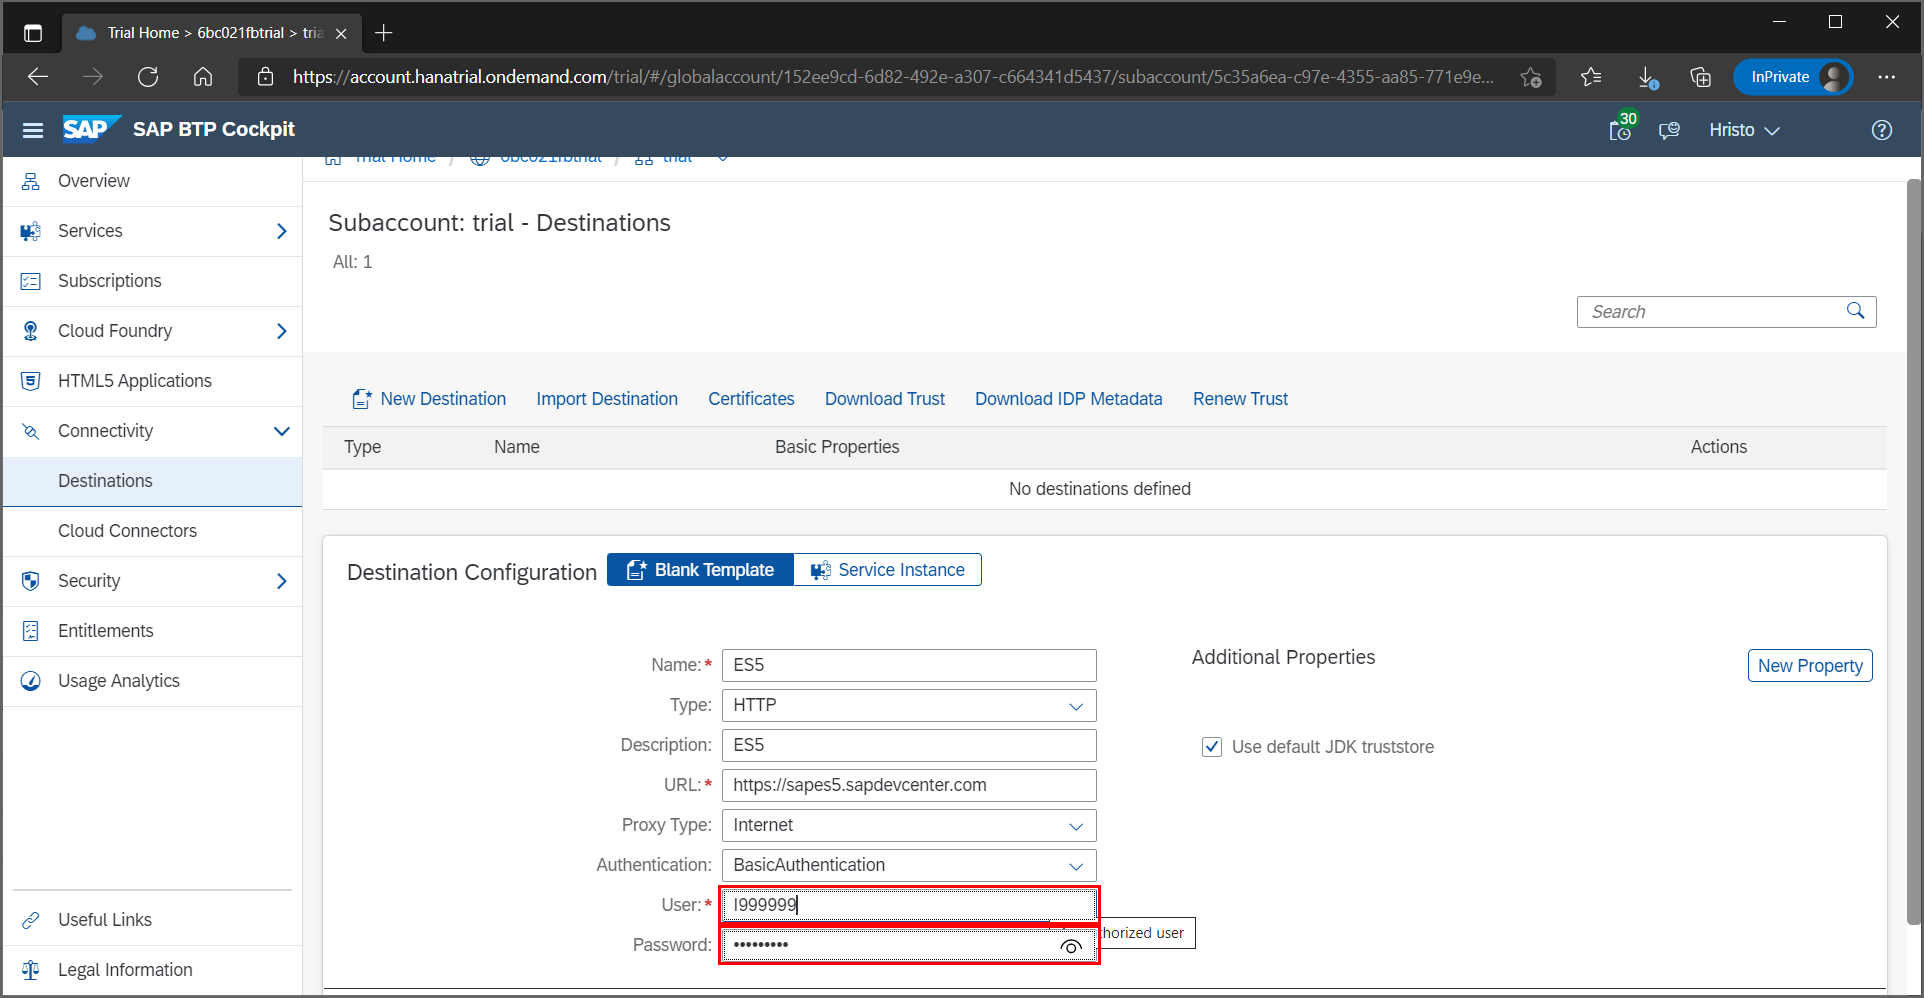 Trial Home > 6bc021fbtrial > tria
https://account.hanatrial.ondemand.com/trial/#/globalaccount/152ee9cd-6d82-492e-a307-c664341d5437/subaccount/5c35a6ea-c97e-4355-aa85-771e9e...
InPrivate
SAP SAP BTP Cockpit
30
Hristo
Trial Home / 6bc021fbtrial / trial
Overview
Services
Subscriptions
Cloud Foundry
HTML5 Applications
Connectivity
Destinations
Cloud Connectors
Security
Entitlements
Usage Analytics
Useful Links
Legal Information
Subaccount: trial - Destinations
All: 1
Search
New Destination Import Destination Certificates Download Trust Download IDP Metadata Renew Trust
Type Name Basic Properties Actions
No destinations defined
Destination Configuration Blank Template Service Instance
Name:* ES5
Type: HTTP
Description: ES5
URL:* https://sapes5.sapdevcenter.com
Proxy Type: Internet
Authentication: BasicAuthentication
User:* I999999
Password: •••••••••
horized user
Additional Properties
New Property
Use default JDK truststore